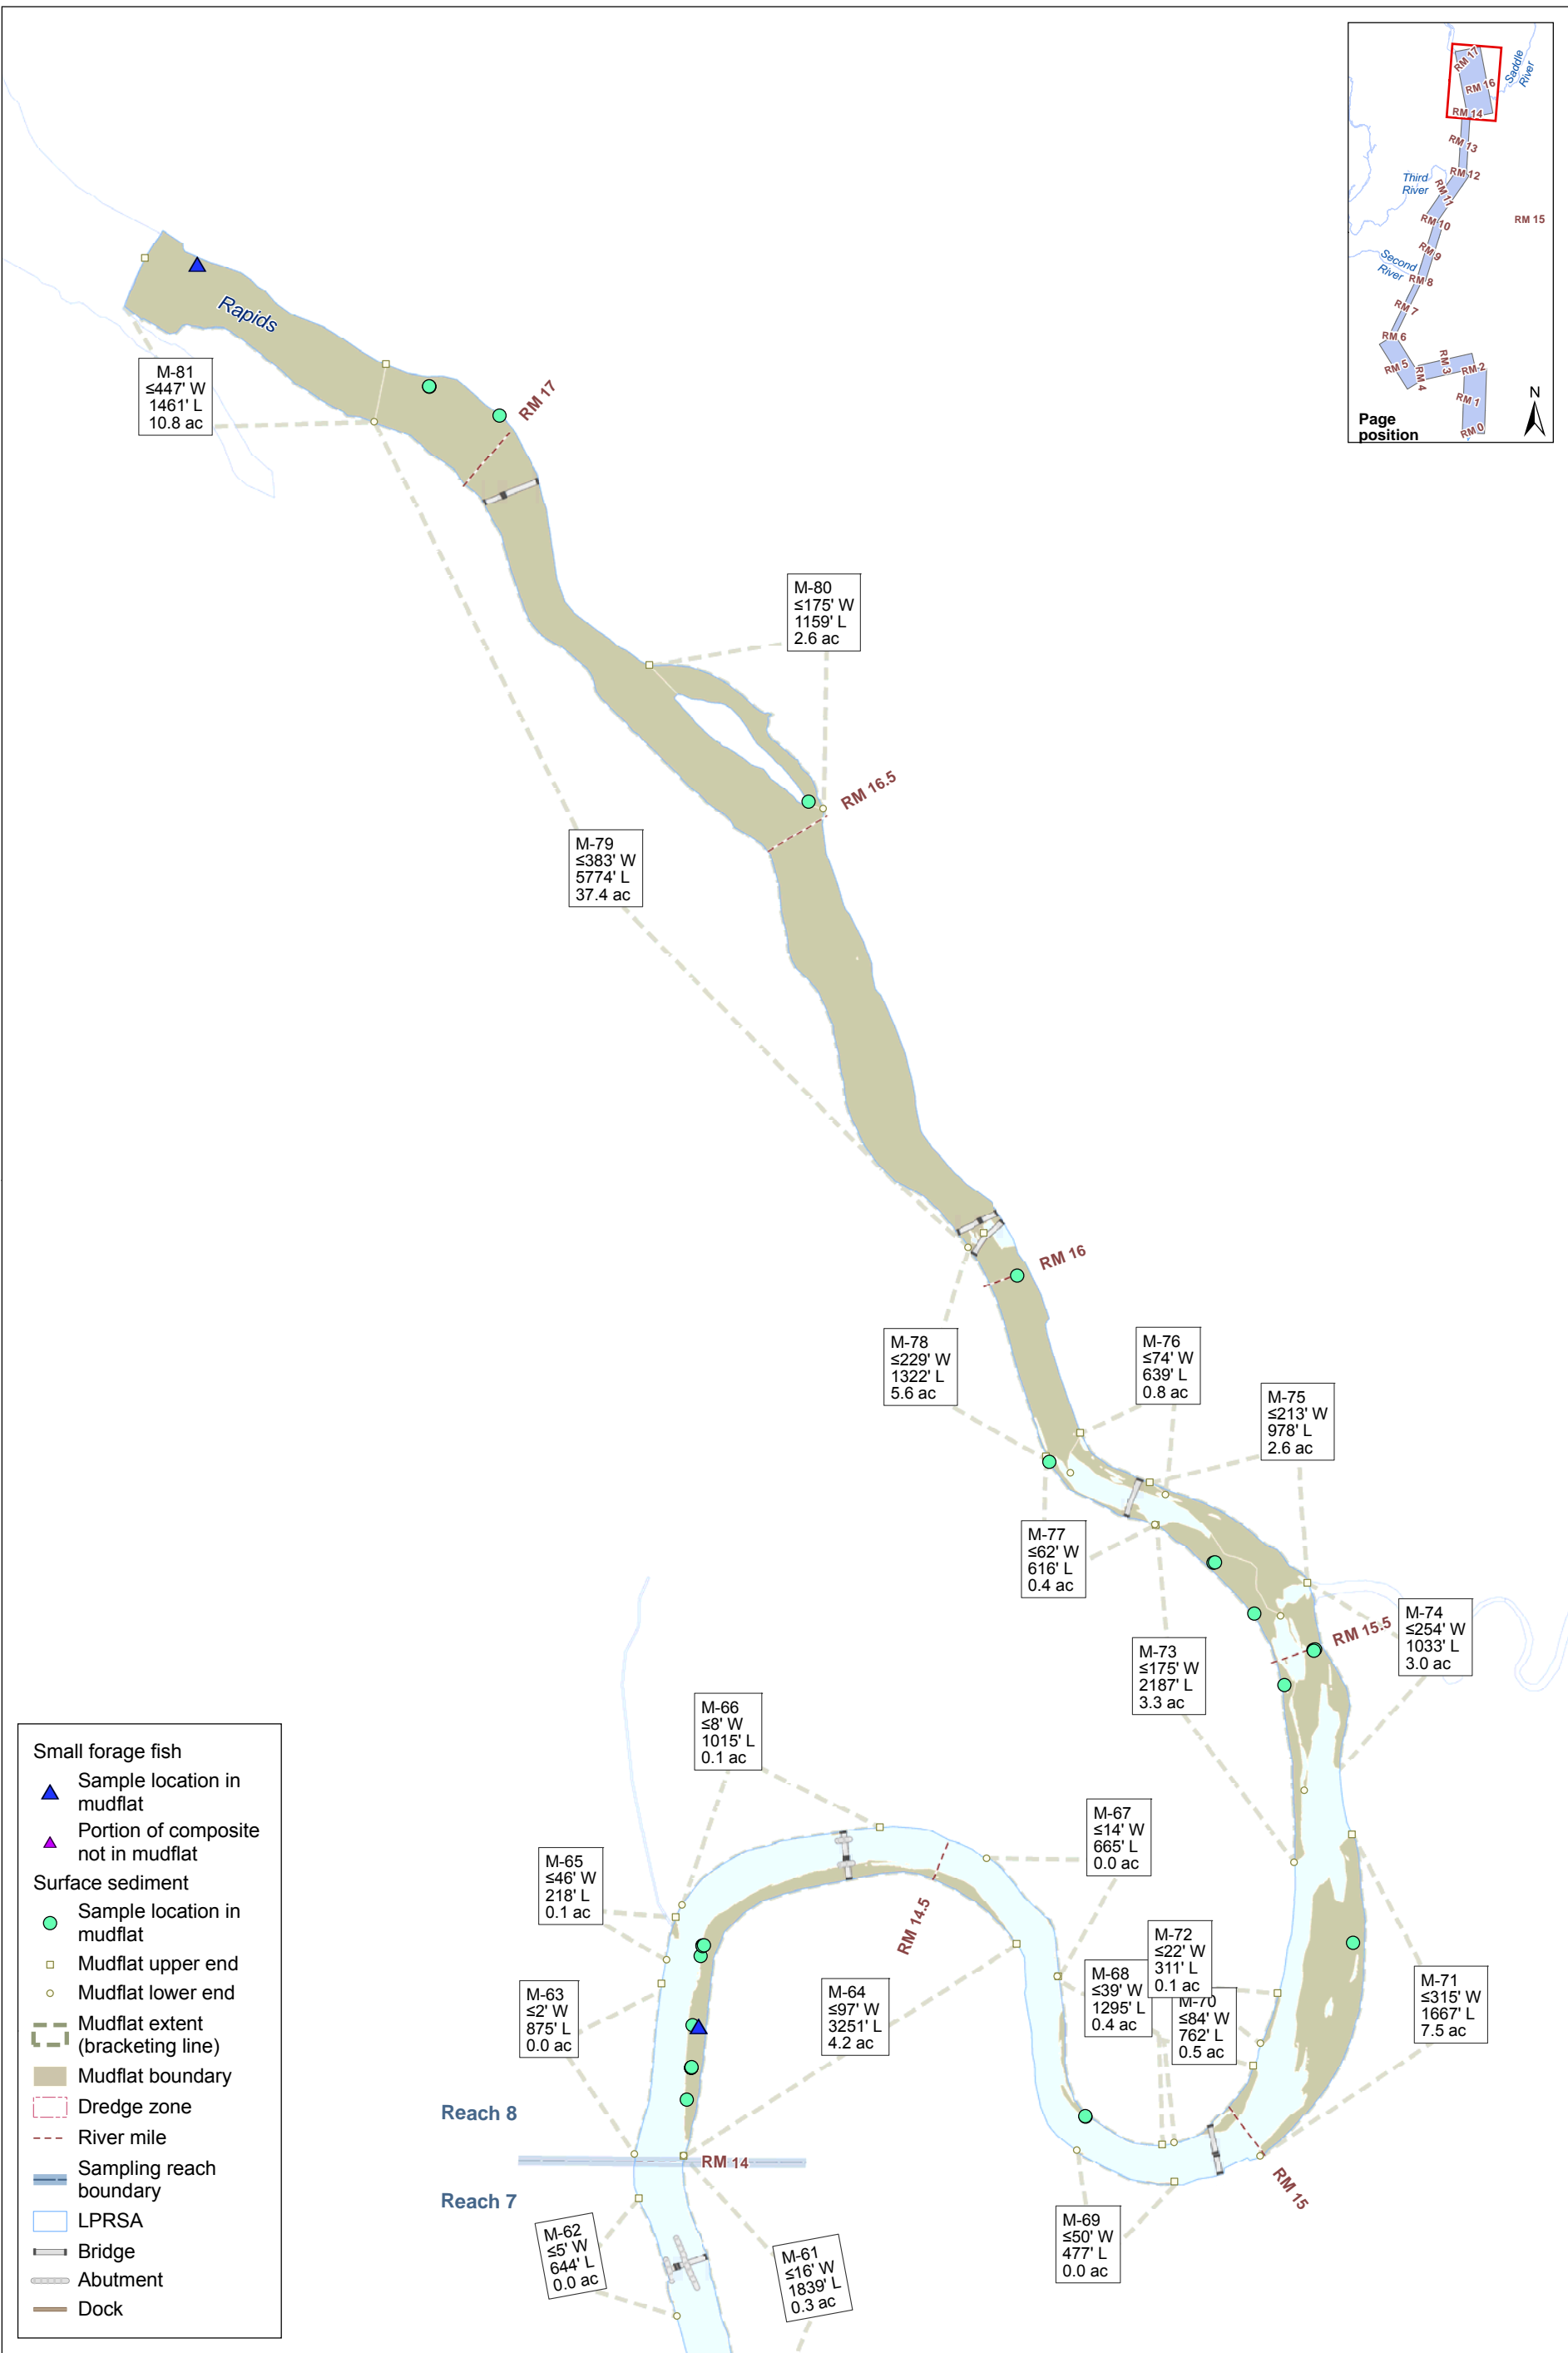 RM 17
RM 16
RM 14
RM 13
RM 12
RM 11
RM 10
RM 9
RM 8
RM 7
RM 6
RM 5
RM 4
RM 3
RM 2
RM 1
RM 0
RM 15
Saddle
River
Third
River
Second
River
N
Page
position
Rapids
M-81
≤447' W
1461' L
10.8 ac
RM 17
M-80
≤175' W
1159' L
2.6 ac
RM 16.5
M-79
≤383' W
5774' L
37.4 ac
RM 16
M-78
≤229' W
1322' L
5.6 ac
M-76
≤74' W
639' L
0.8 ac
M-75
≤213' W
978' L
2.6 ac
M-77
≤62' W
616' L
0.4 ac
M-74
≤254' W
1033' L
3.0 ac
RM 15.5
M-73
≤175' W
2187' L
3.3 ac
M-66
≤8' W
1015' L
0.1 ac
M-67
≤14' W
665' L
0.0 ac
M-65
≤46' W
218' L
0.1 ac
RM 14.5
M-72
≤22' W
311' L
0.1 ac
M-68
≤39' W
1295' L
0.4 ac
M-70
≤84' W
762' L
0.5 ac
M-71
≤315' W
1667' L
7.5 ac
M-63
≤2' W
875' L
0.0 ac
M-64
≤97' W
3251' L
4.2 ac
Reach 8
RM 14
Reach 7
RM 15
M-69
≤50' W
477' L
0.0 ac
M-62
≤5' W
644' L
0.0 ac
M-61
≤16' W
1839' L
0.3 ac
Small forage fish
Sample location in
mudflat
Portion of composite
not in mudflat
Surface sediment
Sample location in
mudflat
Mudflat upper end
Mudflat lower end
Mudflat extent
(bracketing line)
Mudflat boundary
Dredge zone
River mile
Sampling reach
boundary
LPRSA
Bridge
Abutment
Dock